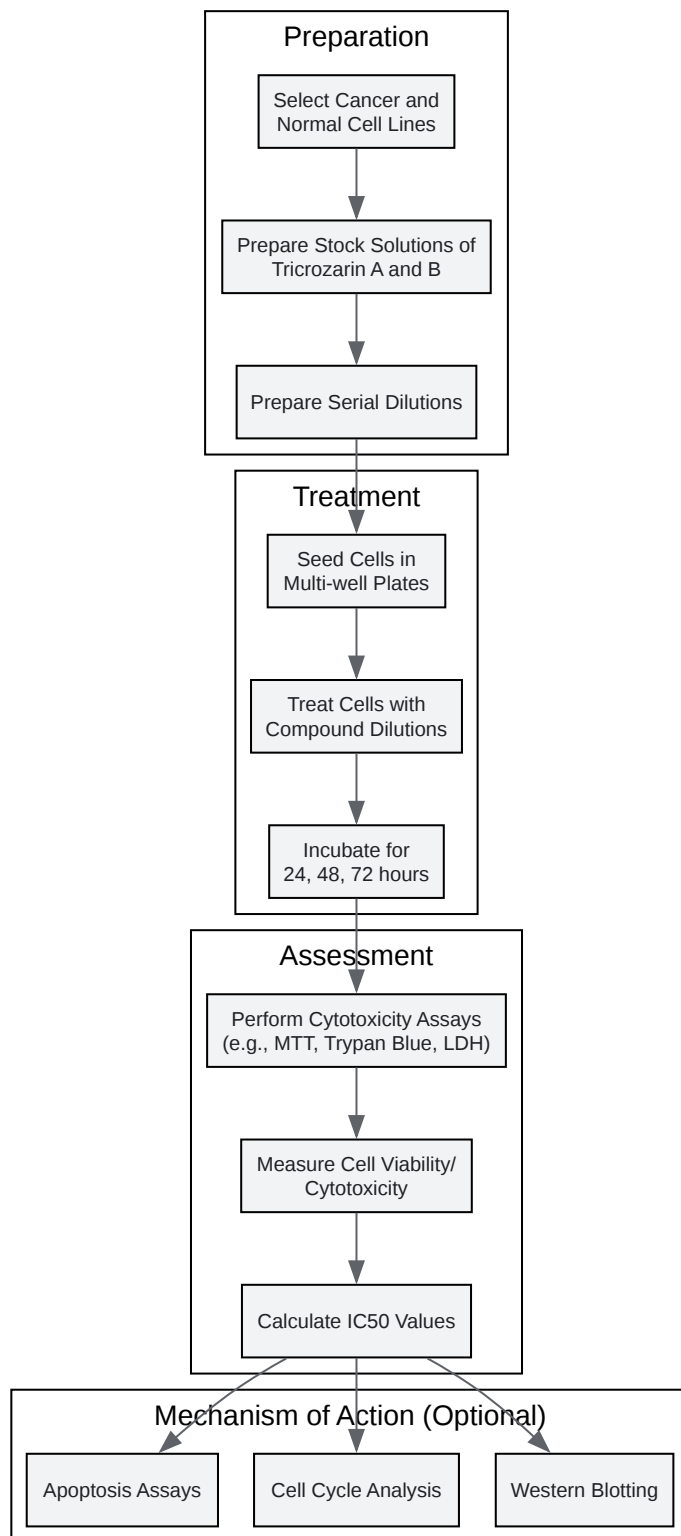 Preparation
Select Cancer and
Normal Cell Lines
Prepare Stock Solutions of
Tricrozarin A and B
Prepare Serial Dilutions
Treatment
Seed Cells in
Multi-well Plates
Treat Cells with
Compound Dilutions
Incubate for
24, 48, 72 hours
Assessment
Perform Cytotoxicity Assays
(e.g., MTT, Trypan Blue, LDH)
Measure Cell Viability/
Cytotoxicity
Calculate IC50 Values
Mechanism of Action (Optional)
Apoptosis Assays
Cell Cycle Analysis
Western Blotting